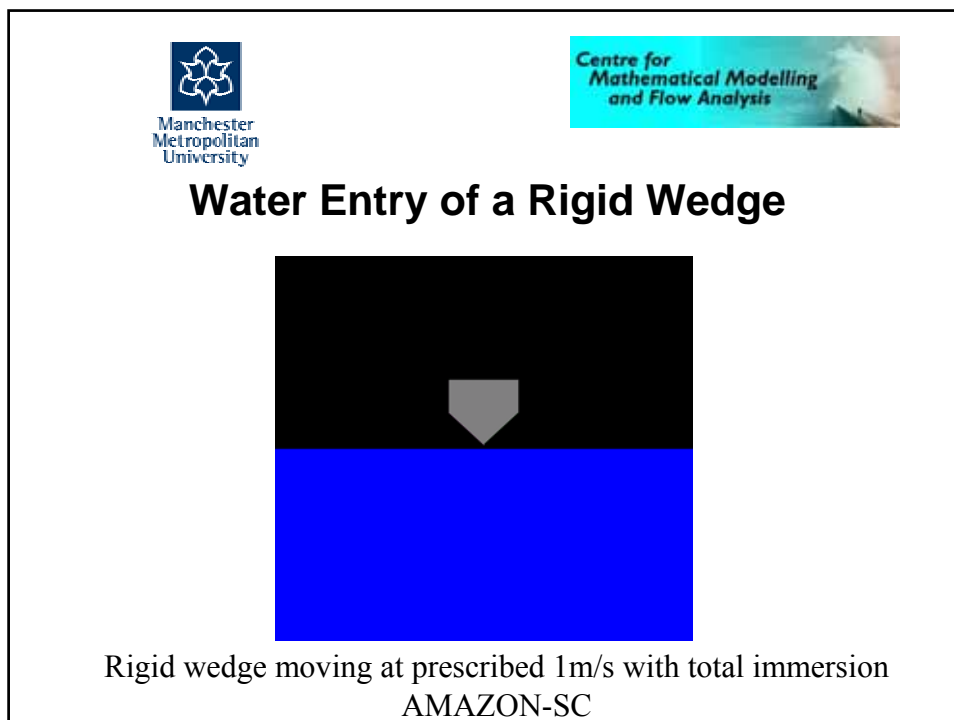 Manchester
Metropolitan
University
Centre for
Mathematical Modelling
and Flow Analysis
Water Entry of a Rigid Wedge
Rigid wedge moving at prescribed 1m/s with total immersion
AMAZON-SC